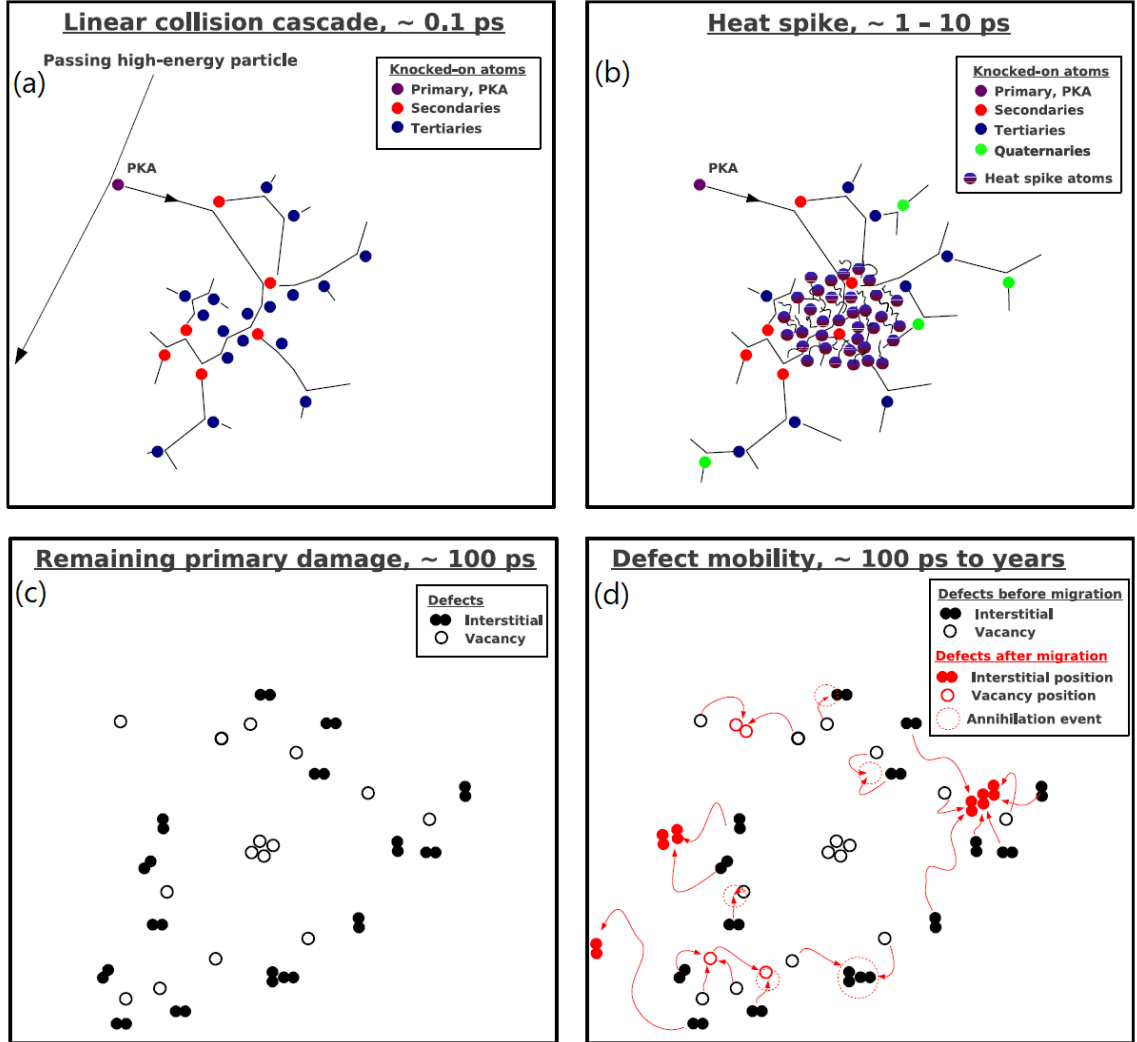 Linear collision cascade, ~ 0.1 ps
(a)
Passing high-energy particle
Knocked-on atoms
Primary, PKA
Secondaries
Tertiaries
PKA
Heat spike, ~ 1 – 10 ps
(b)
Knocked-on atoms
Primary, PKA
Secondaries
Tertiaries
Quaternaries
Heat spike atoms
PKA
Remaining primary damage, ~ 100 ps
(c)
Defects
Interstitial
Vacancy
Defect mobility, ~ 100 ps to years
(d)
Defects before migration
Interstitial
Vacancy
Defects after migration
Interstitial position
Vacancy position
Annihilation event